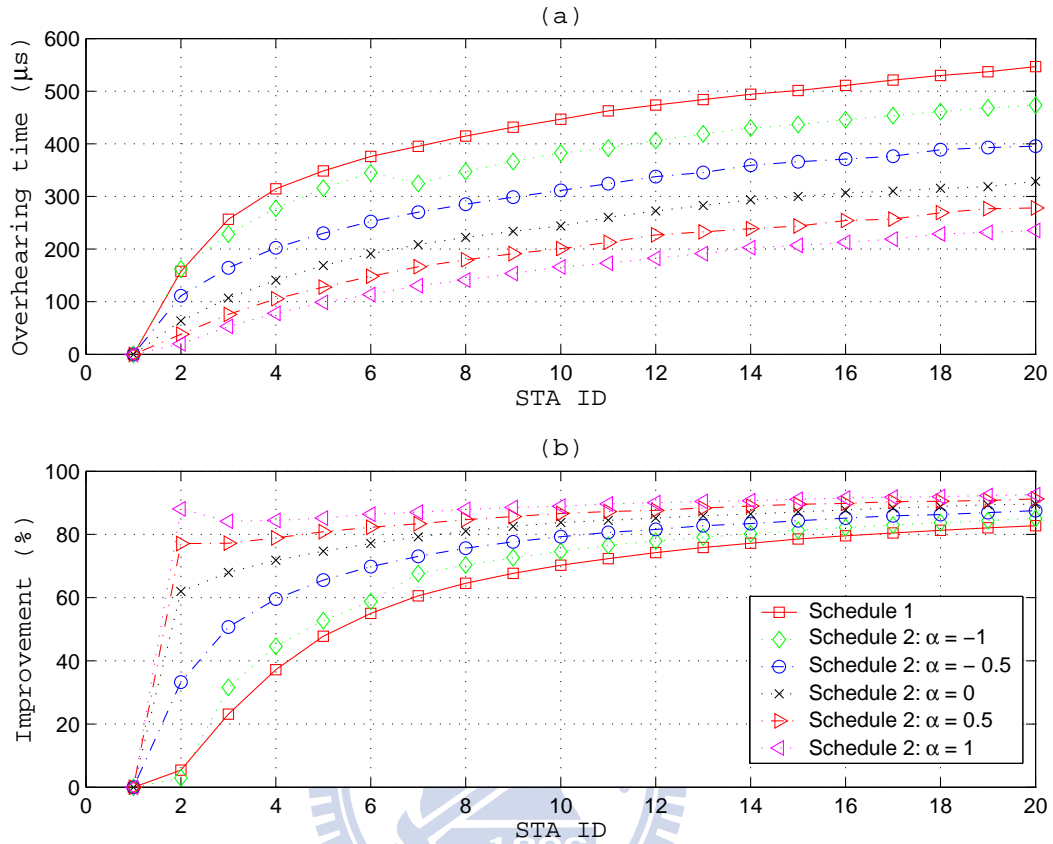 (a)
600
500
400
300
200
100
0
Overhearing time (μs)
0 2 4 6 8 10 12 14 16 18 20
STA ID
(b)
100
80
60
40
20
0
Improvement (%)
Schedule 1
Schedule 2: α = −1
Schedule 2: α = − 0.5
Schedule 2: α = 0
Schedule 2: α = 0.5
Schedule 2: α = 1
0 2 4 6 8 10 12 14 16 18 20
STA ID